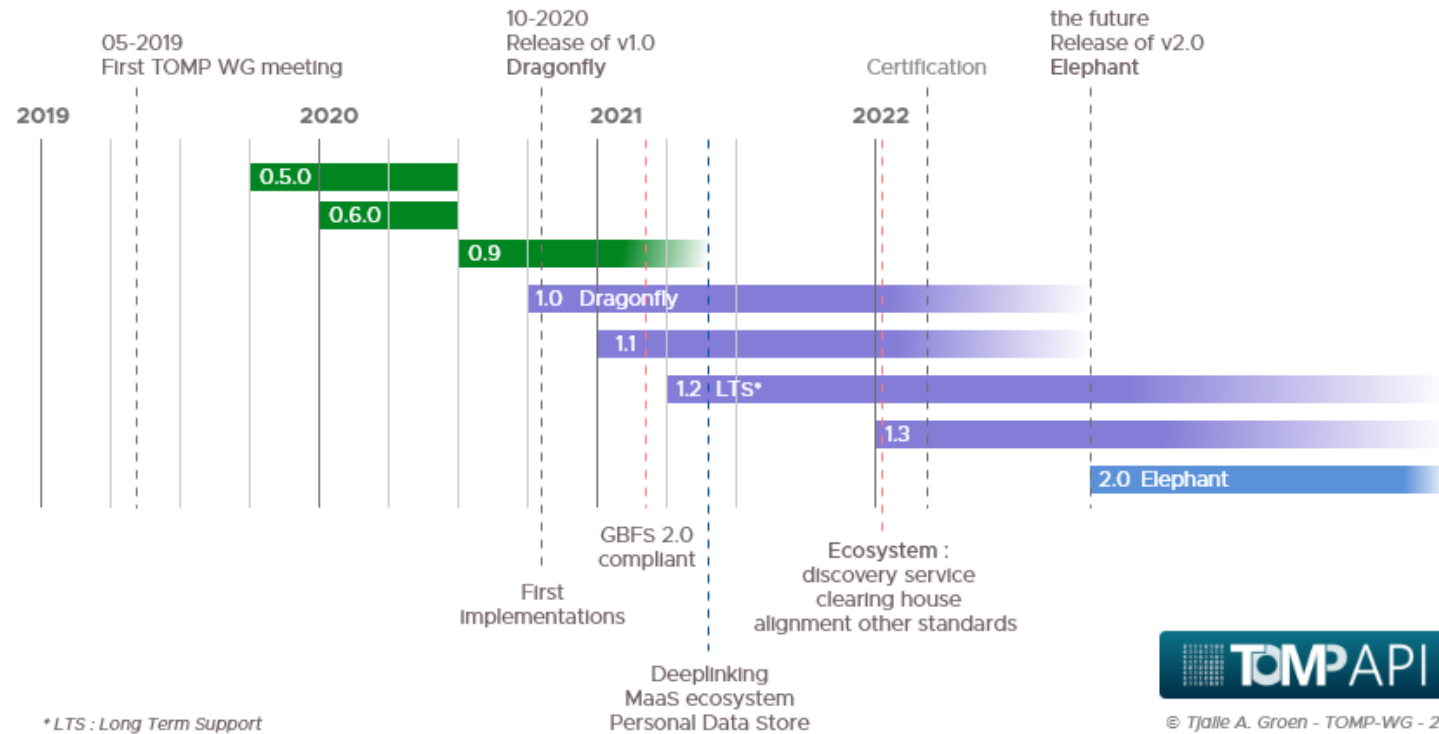 05-2019
First TOMP WG meeting
10-2020
Release of v1.0
Dragonfly
Certification
the future
Release of v2.0
Elephant
2019
2020
2021
2022
0.5.0
0.6.0
0.9
1.0 Dragonfly
1.1
1.2 LTS*
1.3
2.0 Elephant
GBFS 2.0
compliant
First
implementations
Ecosystem :
discovery service
clearing house
alignment other standards
Deeplinking
MaaS ecosystem
Personal Data Store
TOMP API
* LTS : Long Term Support
© Tjalle A. Groen - TOMP-WG - 2